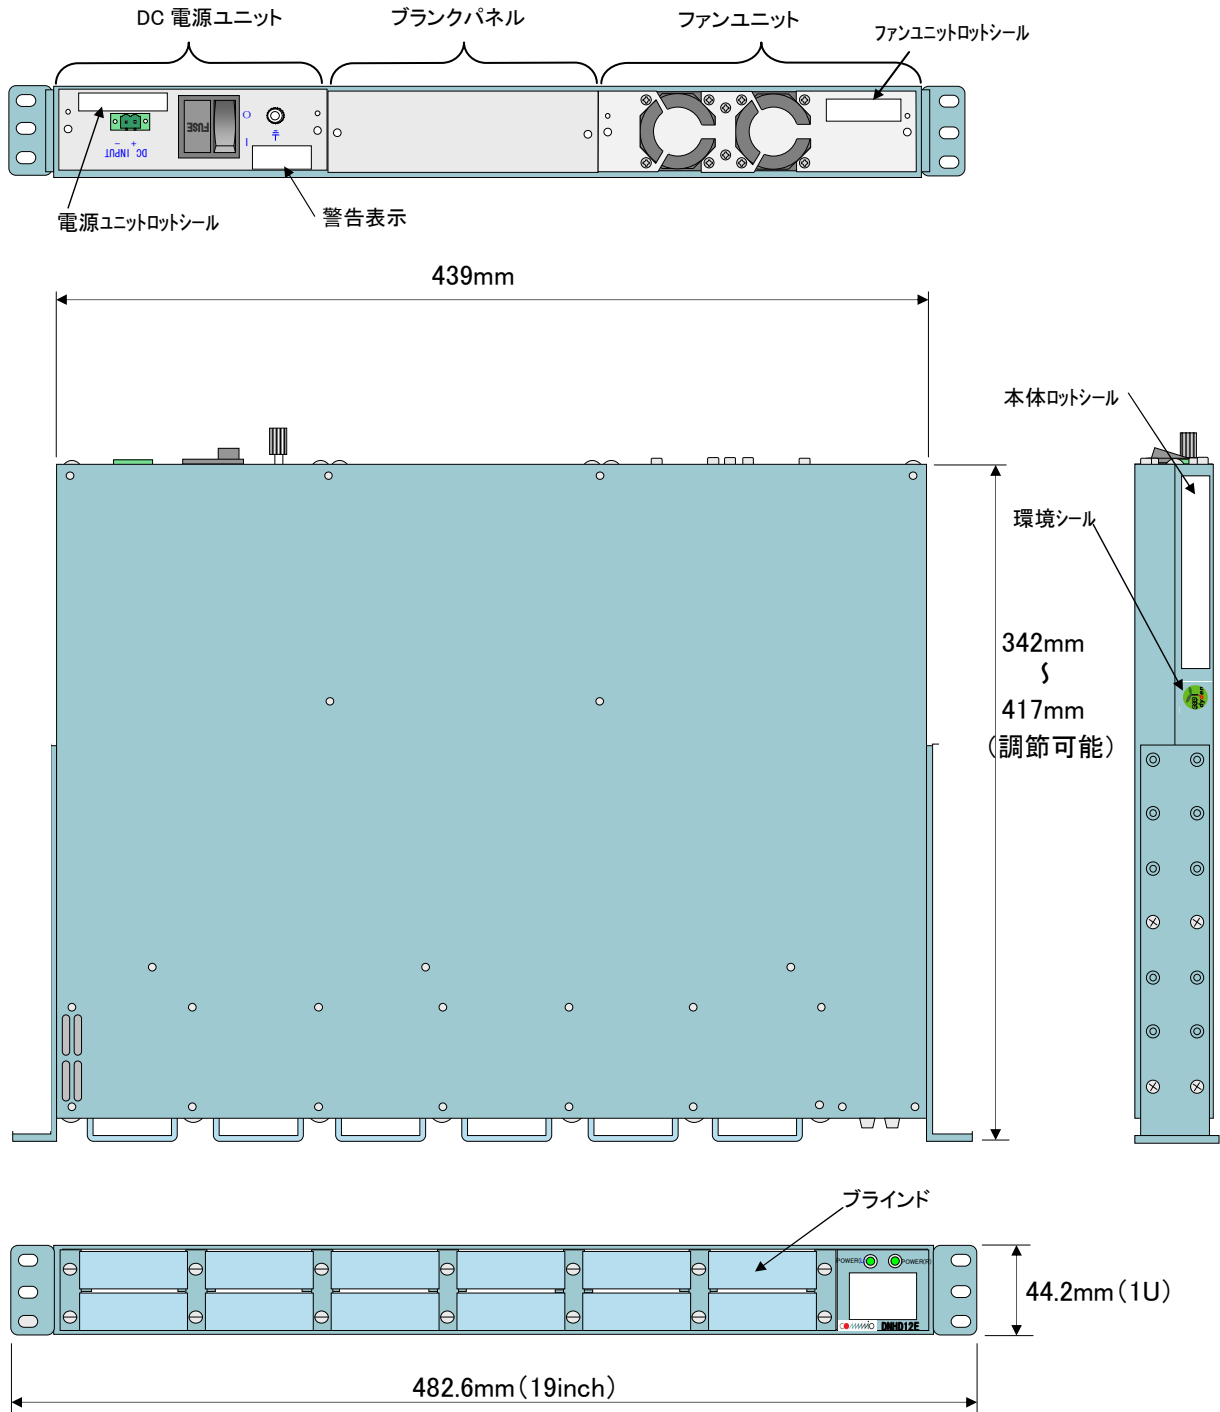 DC 電源ユニット
ブランクパネル
ファンユニット
ファンユニットロットシール
FUSE
O
I
－ ＋
DC INPUT
電源ユニットロットシール
警告表示
439mm
本体ロットシール
環境シール
342mm
〜
417mm
（調節可能）
ブラインド
POWER(L)
POWER(R)
DNHD12E
44.2mm（1U）
482.6mm（19inch）